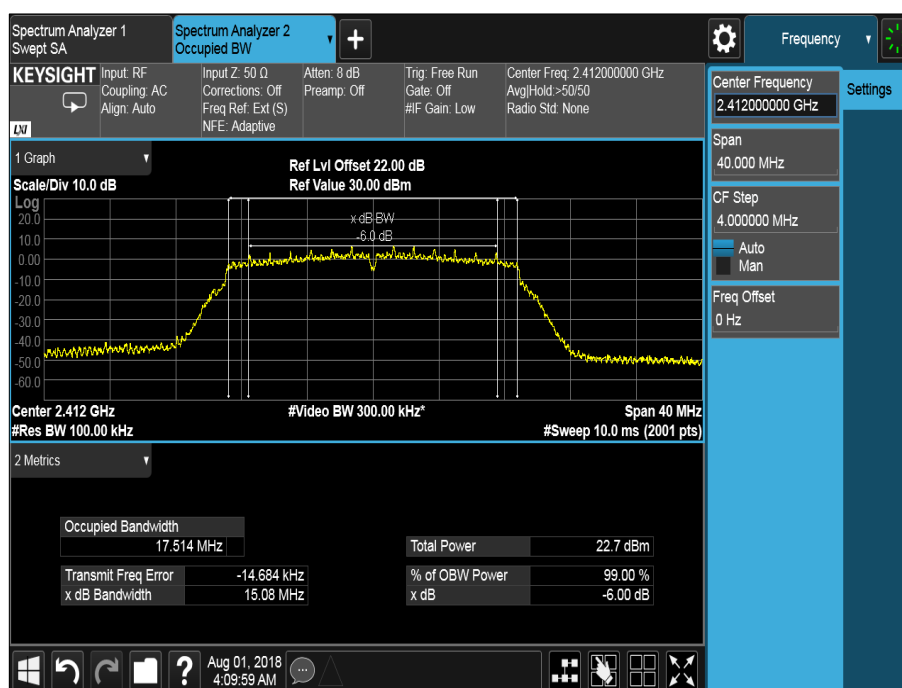 Spectrum Analyzer 1
Swept SA
Spectrum Analyzer 2
Occupied BW
Frequency
KEYSIGHT
LXI
Input: RF
Coupling: AC
Align: Auto
Input Z: 50 Ω
Corrections: Off
Freq Ref: Ext (S)
NFE: Adaptive
Atten: 8 dB
Preamp: Off
Trig: Free Run
Gate: Off
#IF Gain: Low
Center Freq: 2.412000000 GHz
Avg|Hold:>50/50
Radio Std: None
Center Frequency
2.412000000 GHz
Settings
Span
40.000 MHz
CF Step
4.000000 MHz
Auto
Man
Freq Offset
0 Hz
1 Graph
Scale/Div 10.0 dB
Ref Lvl Offset 22.00 dB
Ref Value 30.00 dBm
Log
20.0
10.0
0.00
-10.0
-20.0
-30.0
-40.0
-50.0
-60.0
x dB BW
-6.0 dB
Center 2.412 GHz
#Video BW 300.00 kHz*
Span 40 MHz
#Res BW 100.00 kHz
#Sweep 10.0 ms (2001 pts)
2 Metrics
Occupied Bandwidth
17.514 MHz
Total Power 22.7 dBm
Transmit Freq Error -14.684 kHz
% of OBW Power 99.00 %
x dB Bandwidth 15.08 MHz
x dB -6.00 dB
?
Aug 01, 2018
4:09:59 AM